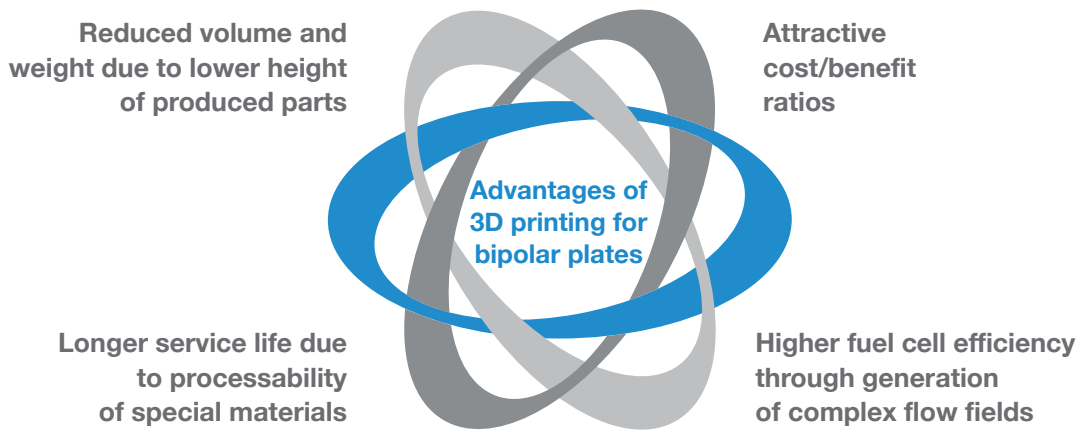 Reduced volume and
weight due to lower height
of produced parts
Attractive
cost/benefit
ratios
Advantages of
3D printing for
bipolar plates
Longer service life due
to processability
of special materials
Higher fuel cell efficiency
through generation
of complex flow fields